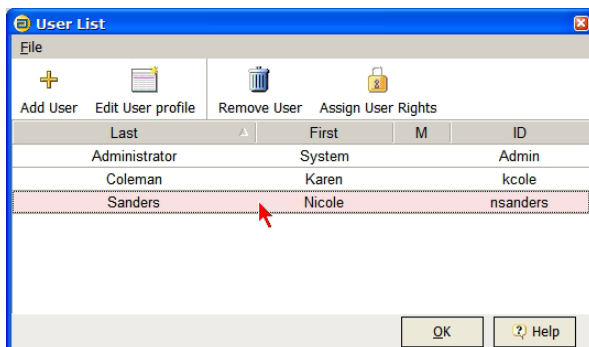 User List
File
Add User Edit User profile Remove User Assign User Rights
Last First M ID
Administrator System Admin
Coleman Karen kcole
Sanders Nicole nsanders
OK Help